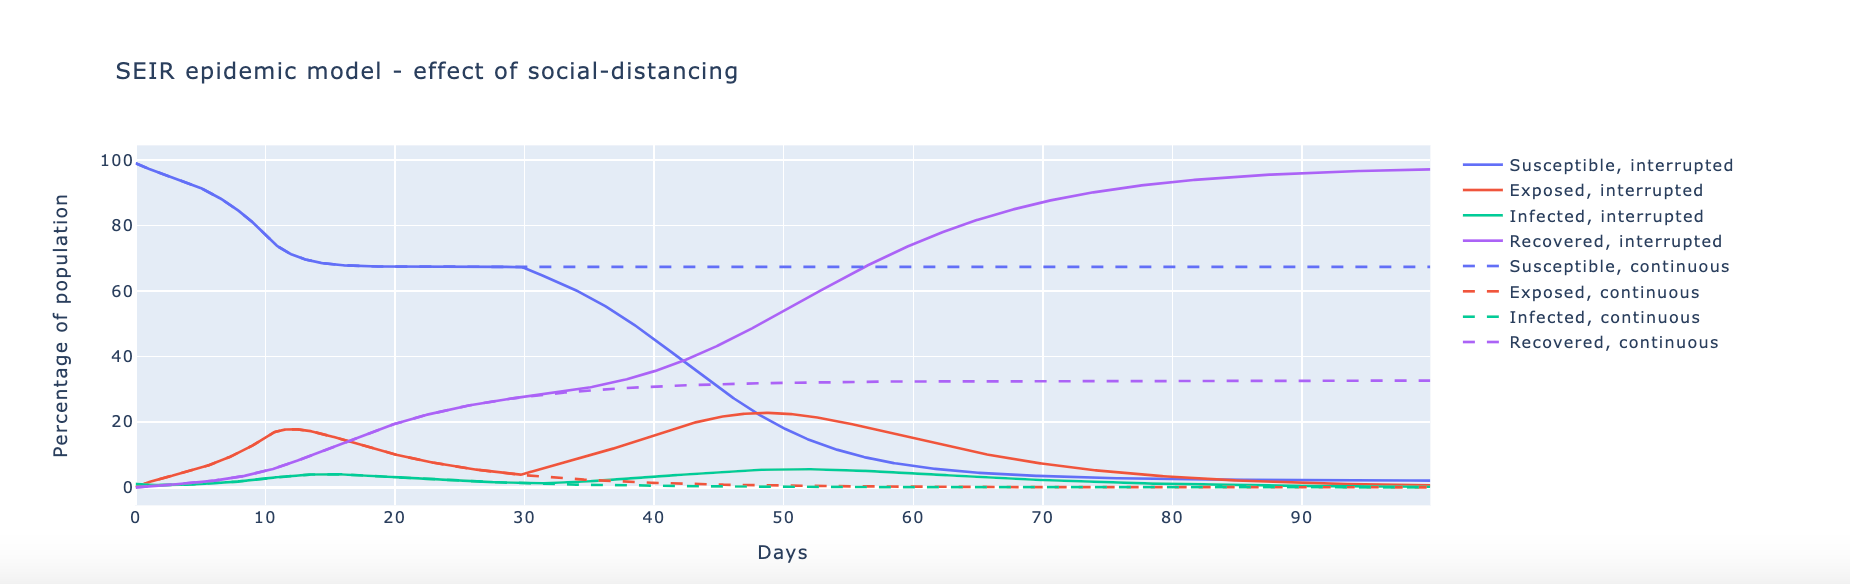 SEIR epidemic model - effect of social-distancing
100
80
60
40
20
0
Percentage of population
0 10 20 30 40 50 60 70 80 90
Days
Susceptible, interrupted
Exposed, interrupted
Infected, interrupted
Recovered, interrupted
Susceptible, continuous
Exposed, continuous
Infected, continuous
Recovered, continuous